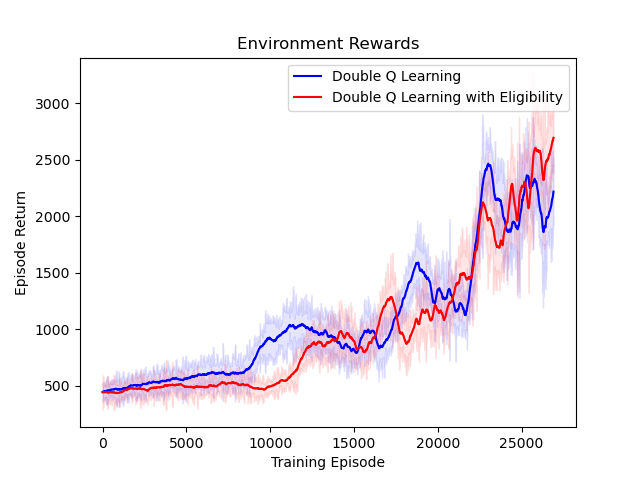 Environment Rewards
Double Q Learning
Double Q Learning with Eligibility
Episode Return
3000
2500
2000
1500
1000
500
0 5000 10000 15000 20000 25000
Training Episode